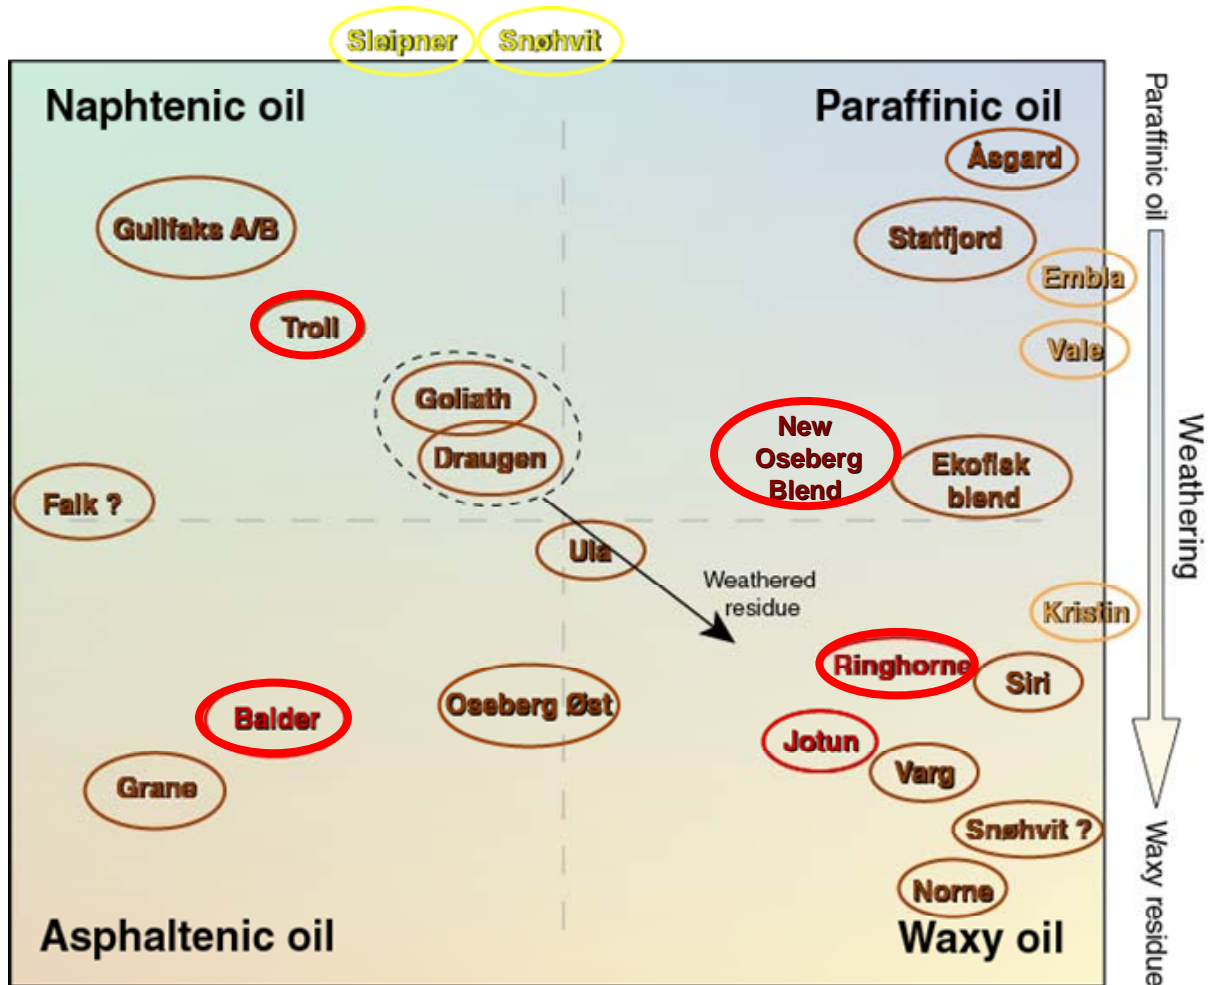 Sleipner
Snøhvit
Naphtenic oil
Paraffinic oil
Åsgard
Gullfaks A/B
Statfjord
Embla
Troll
Vale
Goliath
Draugen
New
Oseberg
Blend
Ekofisk
blend
Falk ?
Ula
Weathered
residue
Kristin
Ringhorne
Siri
Oseberg Øst
Balder
Jotun
Varg
Grane
Snøhvit ?
Norne
Asphaltenic oil
Waxy oil
Paraffinic oil
Weathering
Waxy residue